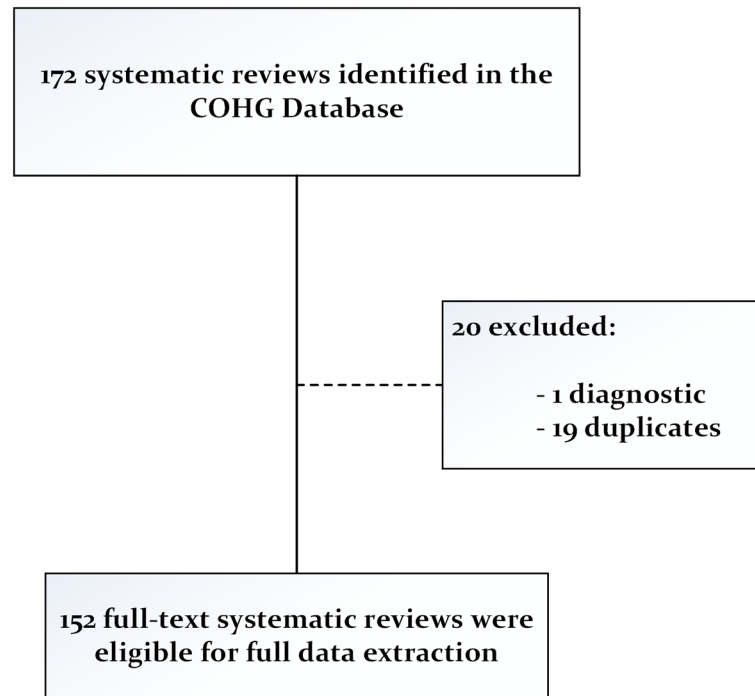 172 systematic reviews identified in the
COHG Database
20 excluded:
- 1 diagnostic
- 19 duplicates
152 full-text systematic reviews were
eligible for full data extraction